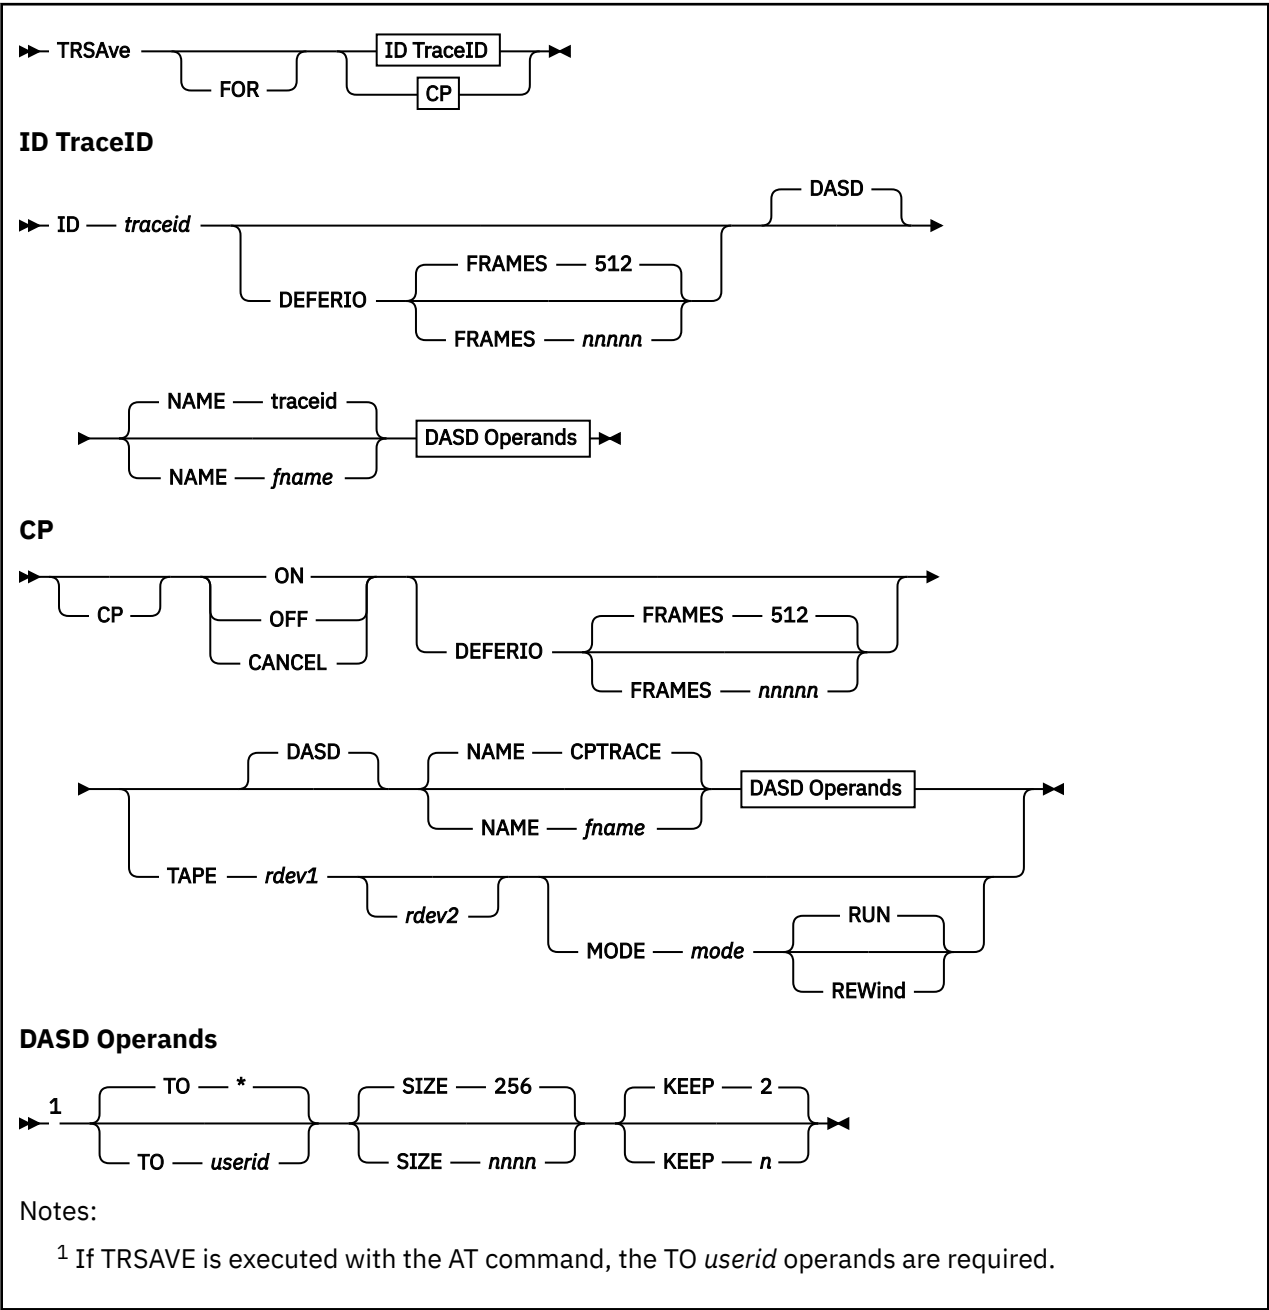 TRSAve FOR ID TraceID CP
ID TraceID
DASD
ID traceid
FRAMES 512
DEFERIO
FRAMES nnnnn
NAME traceid
DASD Operands
NAME fname
CP
ON
CP OFF FRAMES 512
CANCEL DEFERIO
FRAMES nnnnn
DASD NAME CPTRACE
DASD Operands
NAME fname
TAPE rdev1
rdev2 RUN
MODE mode
REWind
DASD Operands
1 TO * SIZE 256 KEEP 2
TO userid SIZE nnnn KEEP n
Notes:
1 If TRSAVE is executed with the AT command, the TO userid operands are required.